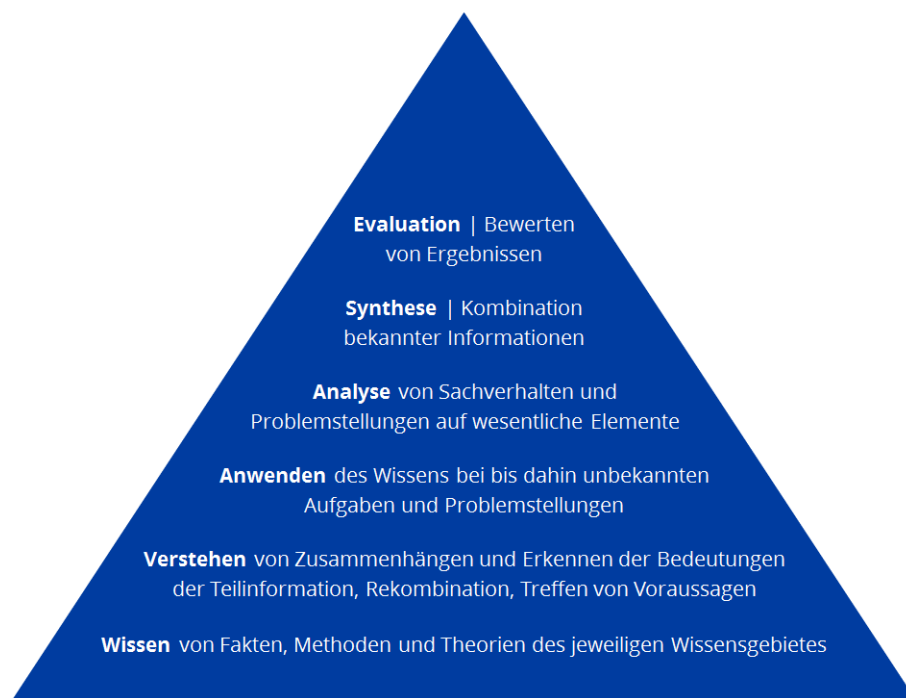 Evaluation | Bewerten
von Ergebnissen
Synthese | Kombination
bekannter Informationen
Analyse von Sachverhalten und
Problemstellungen auf wesentliche Elemente
Anwenden des Wissens bei bis dahin unbekannten
Aufgaben und Problemstellungen
Verstehen von Zusammenhängen und Erkennen der Bedeutungen
der Teilinformation, Rekombination, Treffen von Voraussagen
Wissen von Fakten, Methoden und Theorien des jeweiligen Wissensgebietes